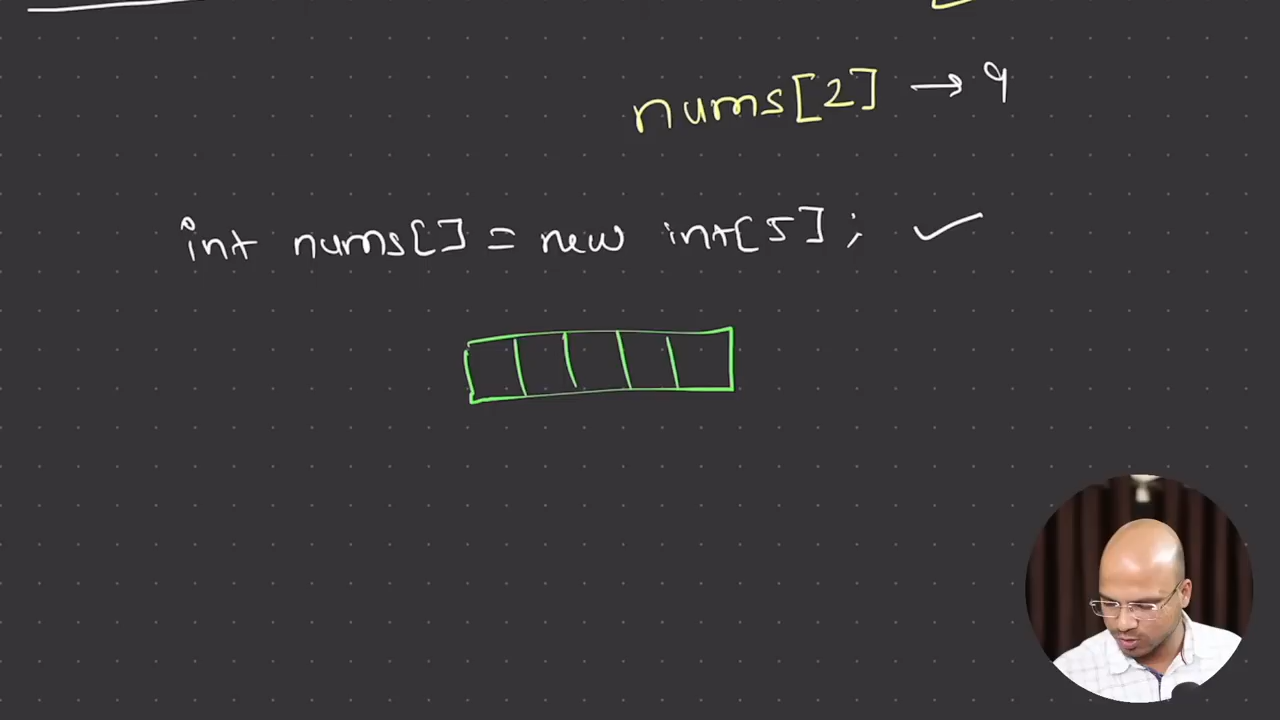 nums[2] → 9
int nums[] = new int[5]; ✓